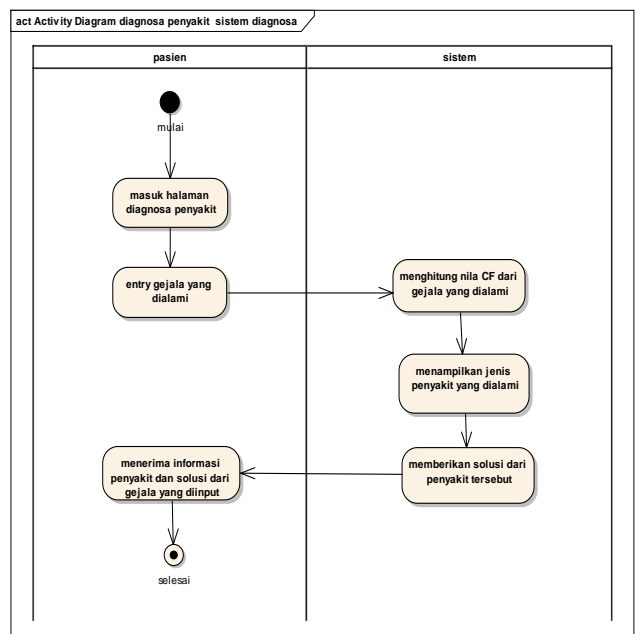 act Activity Diagram diagnosa penyakit sistem diagnosa
pasien
sistem
mulai
masuk halaman
diagnosa penyakit
entry gejala yang
dialami
menghitung nila CF dari
gejala yang dialami
menampilkan jenis
penyakit yang dialami
memberikan solusi dari
penyakit tersebut
menerima informasi
penyakit dan solusi dari
gejala yang diinput
selesai